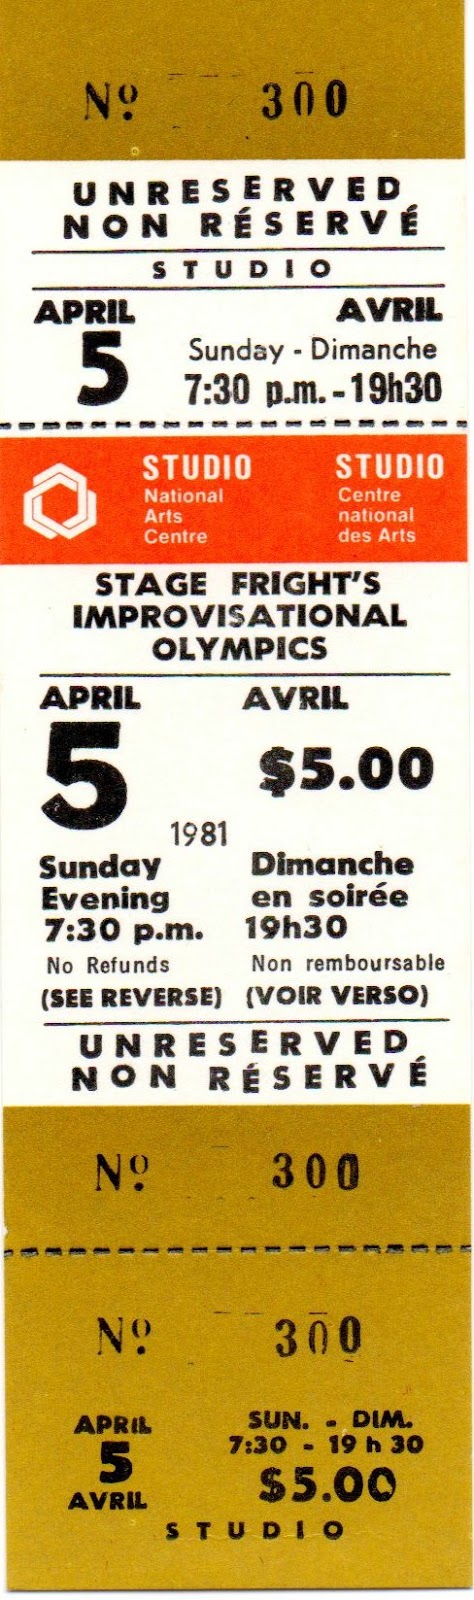 Nº 300
UNRESERVED
NON RÉSERVÉ
STUDIO
APRIL AVRIL
5 Sunday - Dimanche
7:30 p.m. - 19h30
STUDIO STUDIO
National Centre
Arts national
Centre des Arts
STAGE FRIGHT'S
IMPROVISATIONAL
OLYMPICS
APRIL AVRIL
5 $5.00
1981
Sunday Dimanche
Evening en soirée
7:30 p.m. 19h30
No Refunds Non remboursable
(SEE REVERSE) (VOIR VERSO)
UNRESERVED
NON RÉSERVÉ
Nº 300
Nº 300
APRIL SUN. - DIM.
5 7:30 - 19 h 30
AVRIL $5.00
STUDIO